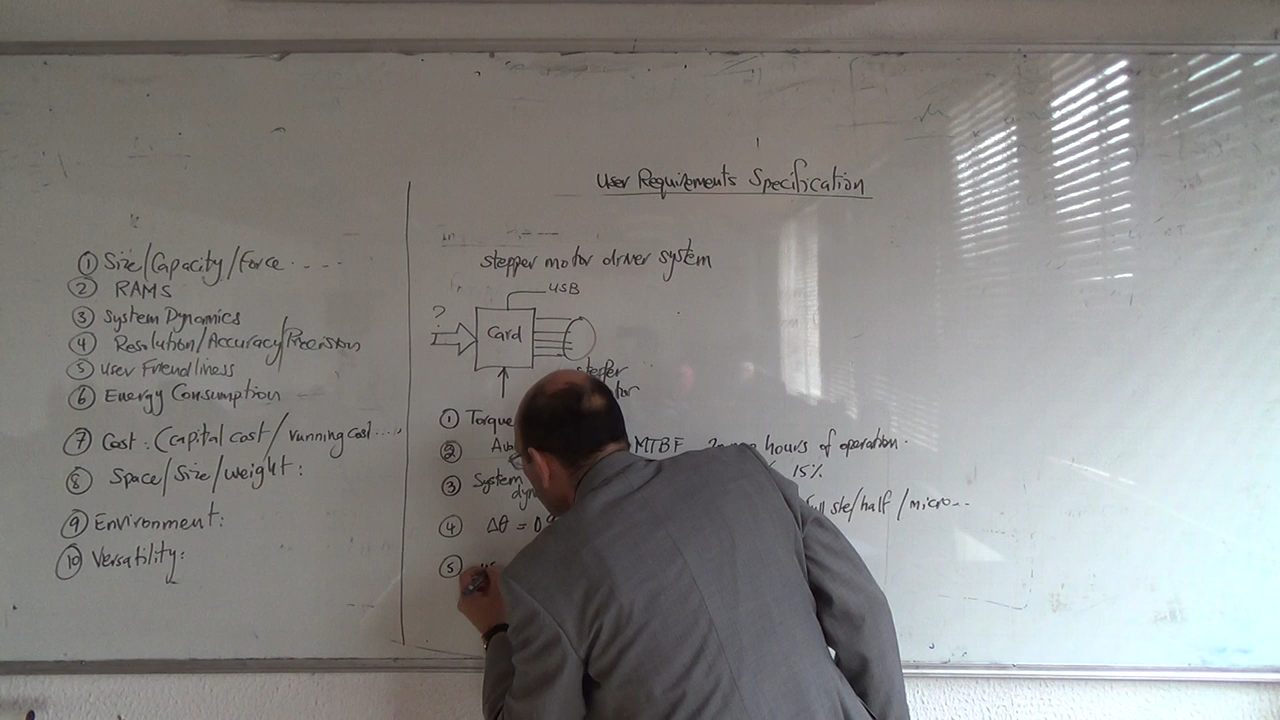 User Requirements Specification
① Size/Capacity/Force ----
② RAMS
③ System Dynamics
④ Resolution/Accuracy/Precision
⑤ User Friendliness
⑥ Energy Consumption
⑦ Cost: (capital cost/running cost....
⑧ Space/Size/weight:
⑨ Environment:
⑩ Versatility:
stepper motor driver system
USB
?
Card
stepper
① Torque
② MTBF hours of operation.
15%
③ System
/half/micro...
④ Δθ = 0
⑤